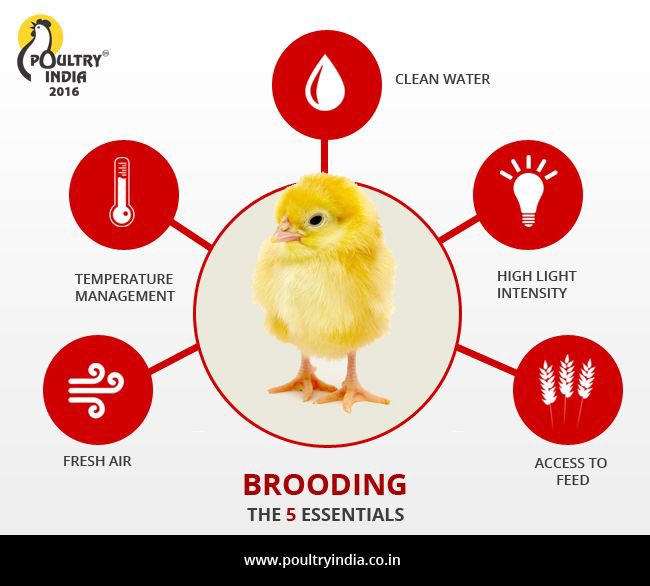 POULTRY
INDIA
2016
CLEAN WATER
TEMPERATURE
MANAGEMENT
HIGH LIGHT
INTENSITY
FRESH AIR
ACCESS TO
FEED
BROODING
THE 5 ESSENTIALS
www.poultryindia.co.in